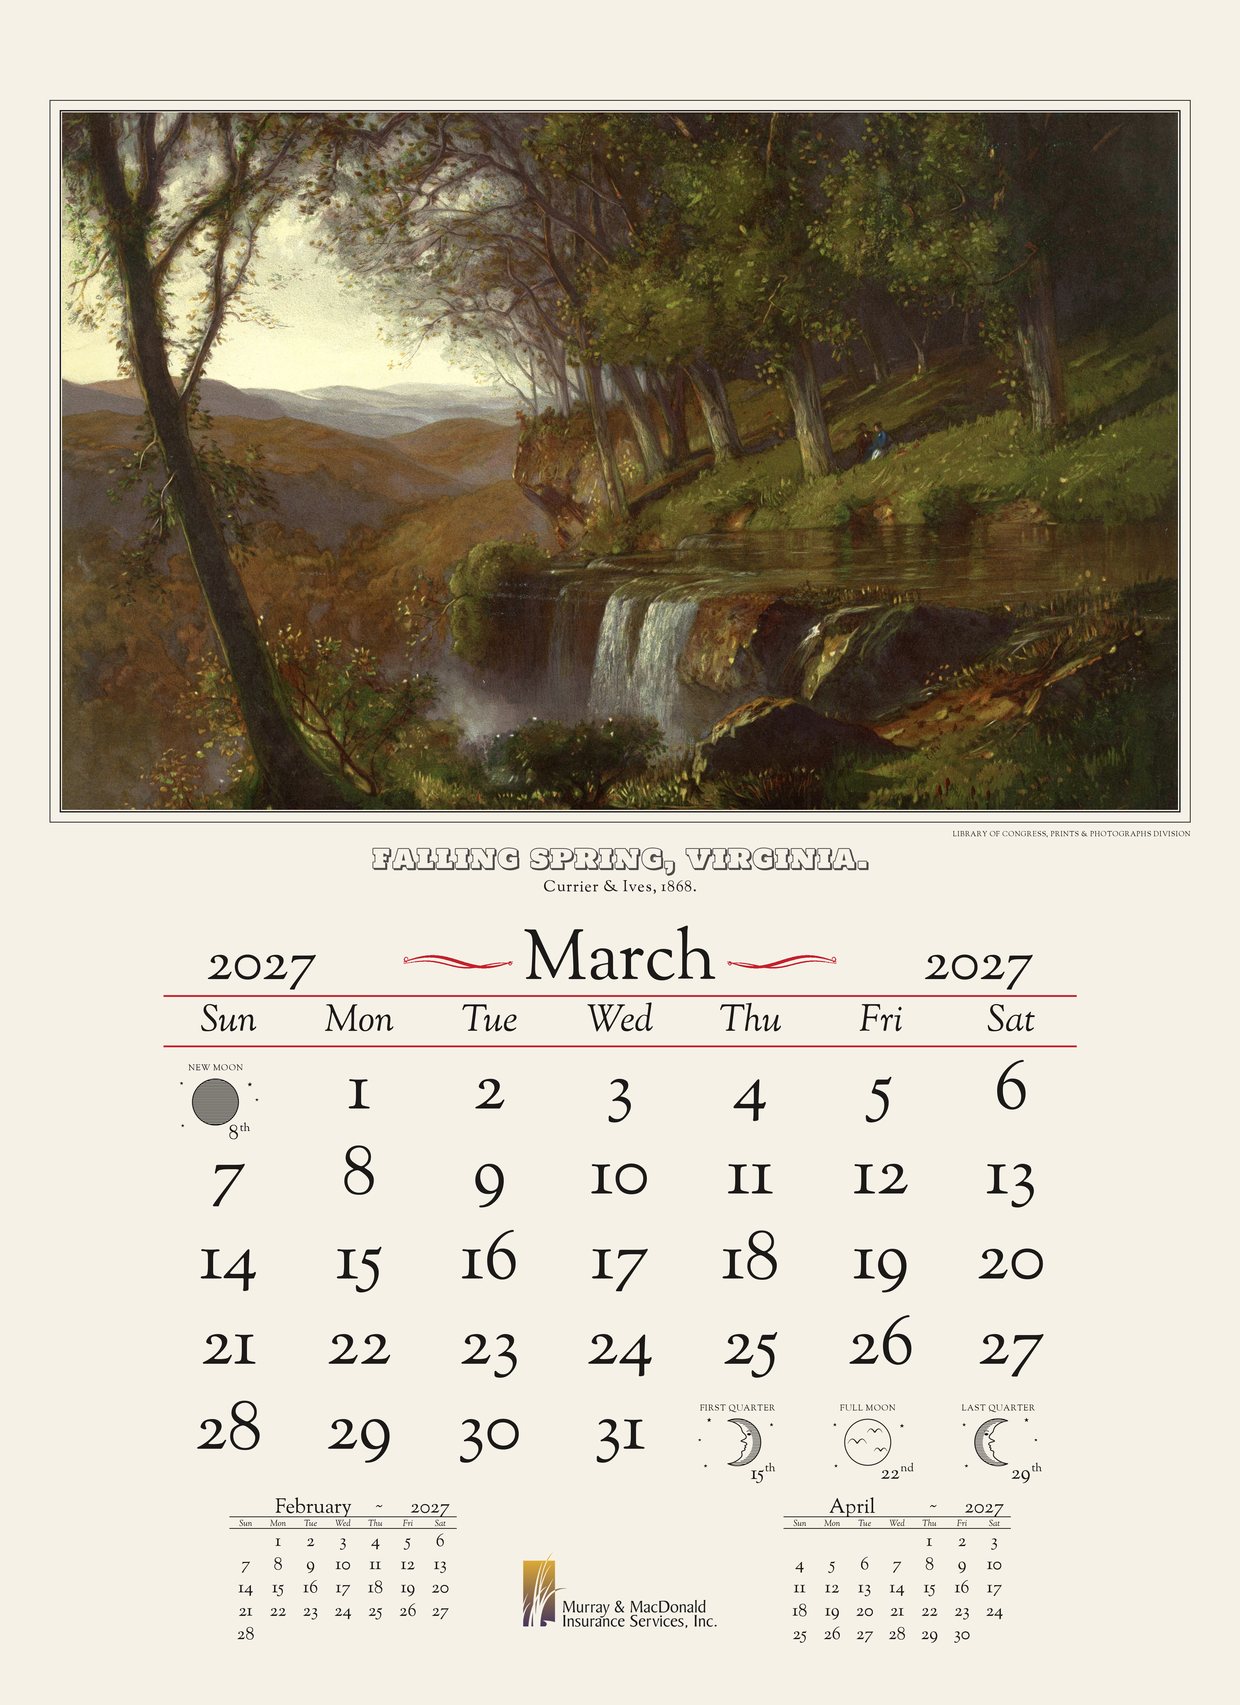 LIBRARY OF CONGRESS, PRINTS & PHOTOGRAPHS DIVISION
FALLING SPRING, VIRGINIA.
Currier & Ives, 1868.
2027 March 2027
Sun Mon Tue Wed Thu Fri Sat
NEW MOON
8th
1 2 3 4 5 6
7 8 9 10 11 12 13
14 15 16 17 18 19 20
21 22 23 24 25 26 27
28 29 30 31
FIRST QUARTER
15th
FULL MOON
22nd
LAST QUARTER
29th
February ~ 2027
Sun Mon Tue Wed Thu Fri Sat
1 2 3 4 5 6
7 8 9 10 11 12 13
14 15 16 17 18 19 20
21 22 23 24 25 26 27
28
Murray & MacDonald
Insurance Services, Inc.
April ~ 2027
Sun Mon Tue Wed Thu Fri Sat
1 2 3
4 5 6 7 8 9 10
11 12 13 14 15 16 17
18 19 20 21 22 23 24
25 26 27 28 29 30